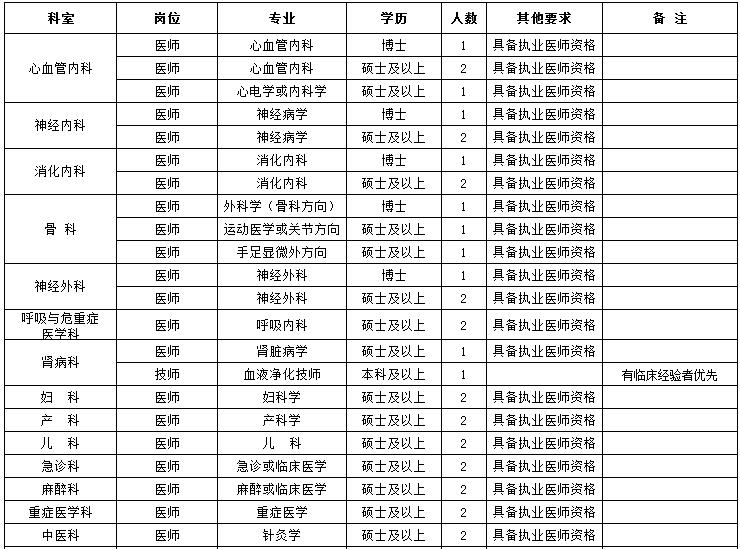 科室 岗位 专业 学历 人数 其他要求 备 注
心血管内科 医师 心血管内科 博士 1 具备执业医师资格
医师 心血管内科 硕士及以上 2 具备执业医师资格
医师 心电学或内科学 硕士及以上 1 具备执业医师资格
神经内科 医师 神经病学 博士 1 具备执业医师资格
医师 神经病学 硕士及以上 2 具备执业医师资格
消化内科 医师 消化内科 博士 1 具备执业医师资格
医师 消化内科 硕士及以上 2 具备执业医师资格
骨 科 医师 外科学（骨科方向） 博士 1 具备执业医师资格
医师 运动医学或关节方向 硕士及以上 1 具备执业医师资格
医师 手足显微外方向 硕士及以上 1 具备执业医师资格
神经外科 医师 神经外科 博士 1 具备执业医师资格
医师 神经外科 硕士及以上 2 具备执业医师资格
呼吸与危重症
医学科 医师 呼吸内科 硕士及以上 2 具备执业医师资格
肾病科 医师 肾脏病学 硕士及以上 1 具备执业医师资格
技师 血液净化技师 本科及以上 1 有临床经验者优先
妇 科 医师 妇科学 硕士及以上 2 具备执业医师资格
产 科 医师 产科学 硕士及以上 2 具备执业医师资格
儿 科 医师 儿 科 硕士及以上 2 具备执业医师资格
急诊科 医师 急诊或临床医学 硕士及以上 2 具备执业医师资格
麻醉科 医师 麻醉或临床医学 硕士及以上 2 具备执业医师资格
重症医学科 医师 重症医学 硕士及以上 2 具备执业医师资格
中医科 医师 针灸学 硕士及以上 2 具备执业医师资格